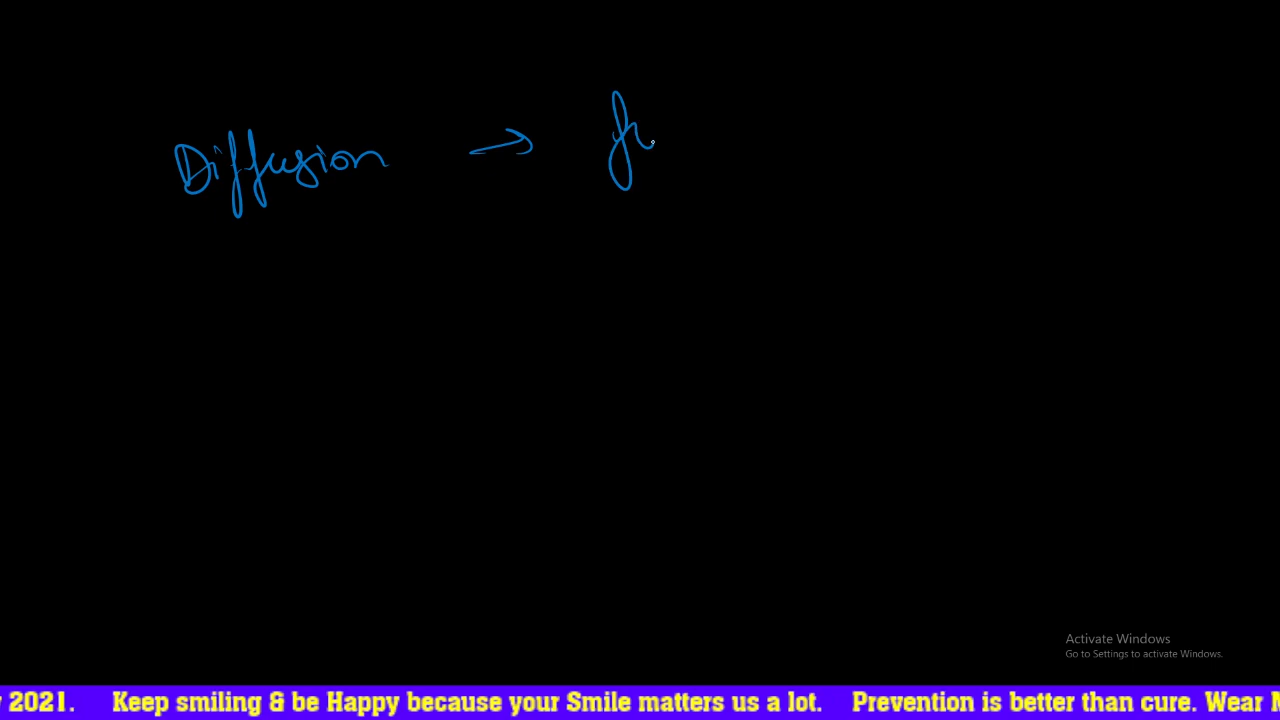 Diffusion → fr
Activate Windows
Go to Settings to activate Windows.
2021. Keep smiling & be Happy because your Smile matters us a lot. Prevention is better than cure. Wear